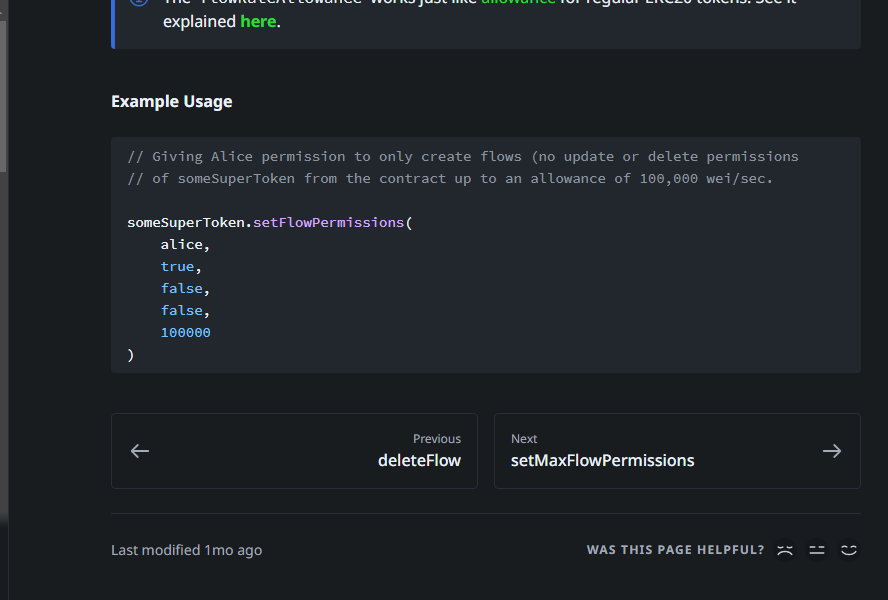 The FlowRateAllowance works just like allowance for regular ERC20 tokens. See it
explained here.
Example Usage
// Giving Alice permission to only create flows (no update or delete permissions
// of someSuperToken from the contract up to an allowance of 100,000 wei/sec.
someSuperToken.setFlowPermissions(
alice,
true,
false,
false,
100000
)
Previous
deleteFlow
Next
setMaxFlowPermissions
Last modified 1mo ago
WAS THIS PAGE HELPFUL?